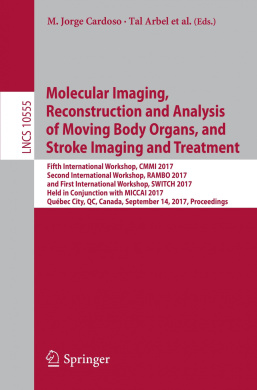 M. Jorge Cardoso · Tal Arbel et al. (Eds.)
LNCS 10555
Molecular Imaging,
Reconstruction and Analysis
of Moving Body Organs, and
Stroke Imaging and Treatment
Fifth International Workshop, CMMI 2017
Second International Workshop, RAMBO 2017
and First International Workshop, SWITCH 2017
Held in Conjunction with MICCAI 2017
Québec City, QC, Canada, September 14, 2017, Proceedings
Springer